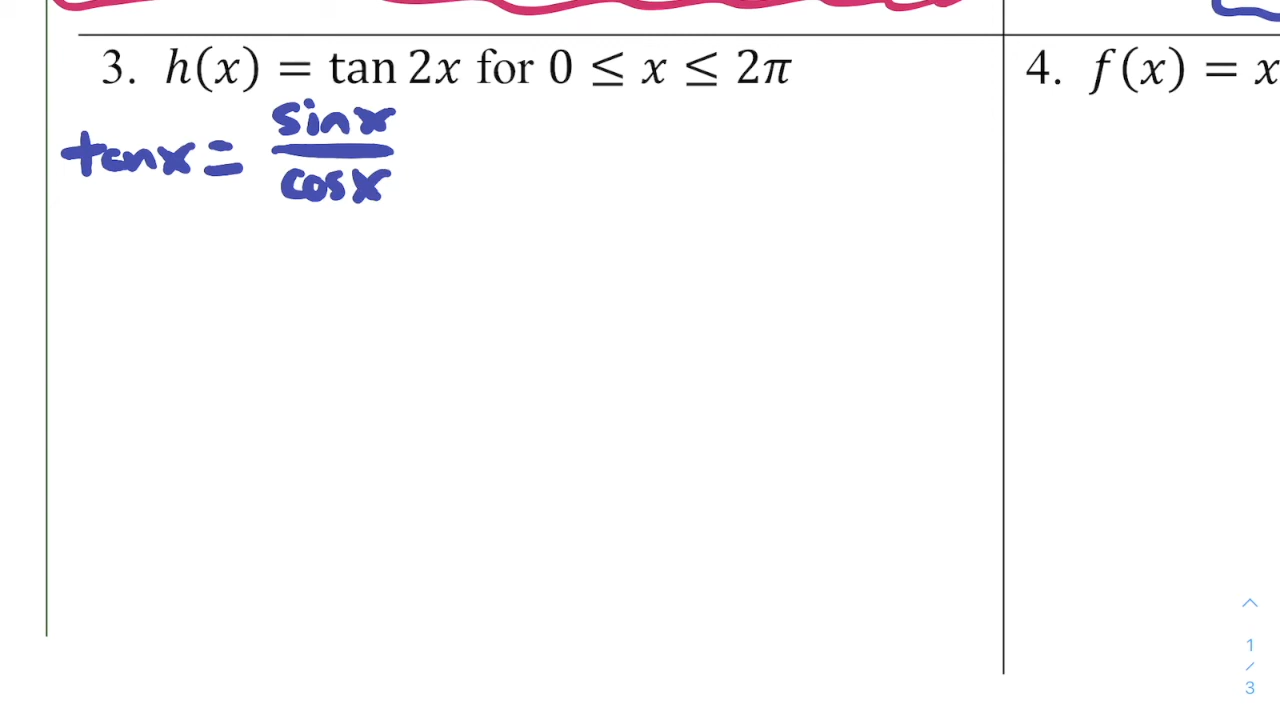 3. h(x) = tan 2x for 0 ≤ x ≤ 2π
4. f(x) = x
tanx = sinx
cosx
1
/
3